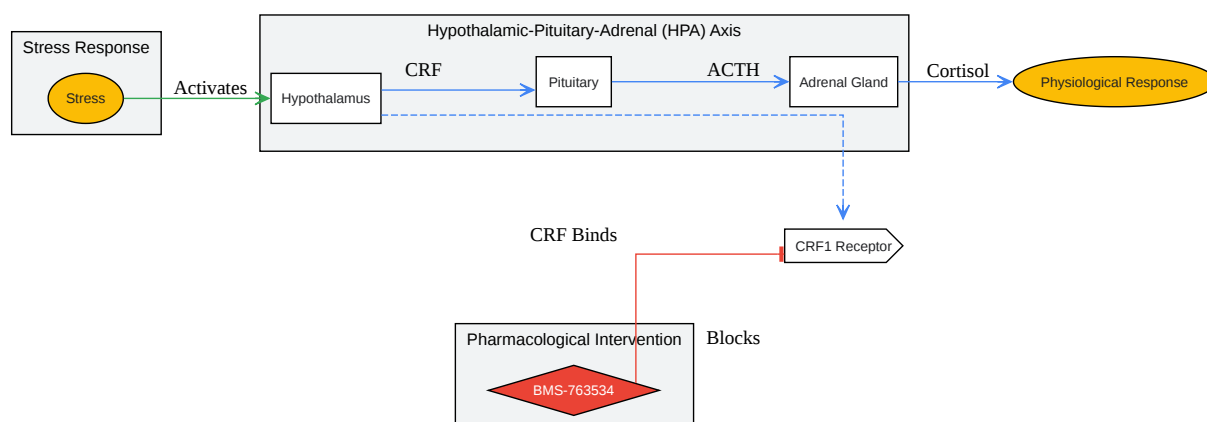 Hypothalamic-Pituitary-Adrenal (HPA) Axis
Stress Response
Stress
Activates
Hypothalamus
CRF
Pituitary
ACTH
Adrenal Gland
Cortisol
Physiological Response
CRF Binds
CRF1 Receptor
Pharmacological Intervention
Blocks
BMS-763534